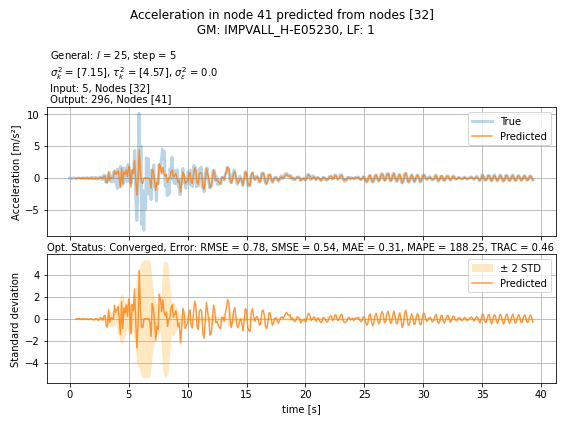 Acceleration in node 41 predicted from nodes [32]
GM: IMPVALL_H-E05230, LF: 1
General: l = 25, step = 5
σ²ₖ = [7.15], τ²ₖ = [4.57], σ²ε = 0.0
Input: 5, Nodes [32]
Output: 296, Nodes [41]
10
5
0
−5
Acceleration [m/s²]
True
Predicted
Opt. Status: Converged, Error: RMSE = 0.78, SMSE = 0.54, MAE = 0.31, MAPE = 188.25, TRAC = 0.46
4
2
0
−2
−4
Standard deviation
± 2 STD
Predicted
0 5 10 15 20 25 30 35 40
time [s]